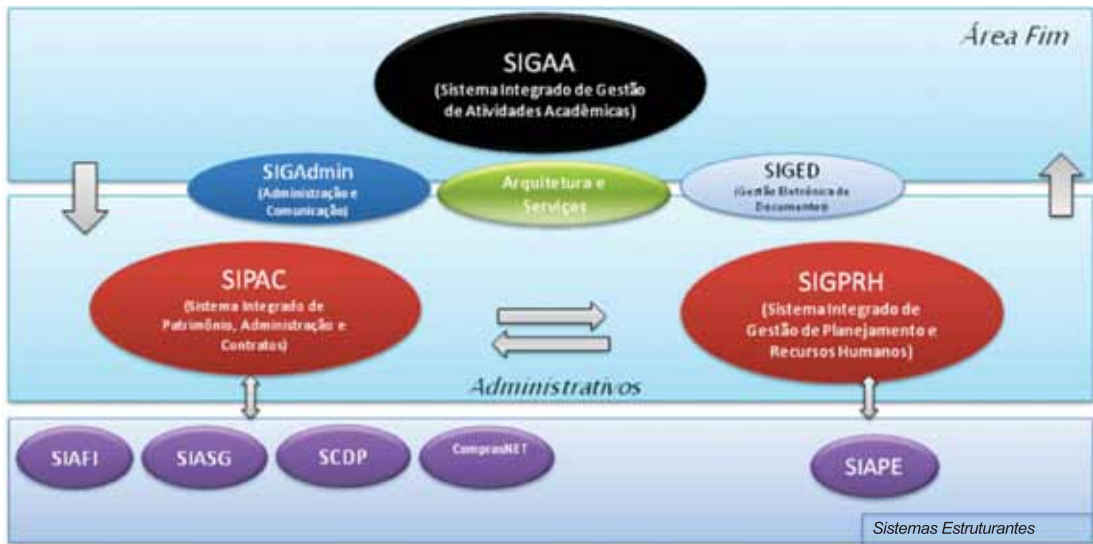 Área Fim
SIGAA
(Sistema Integrado de Gestão
de Atividades Acadêmicas)
SIGAdmin
(Administração e
Comunicação)
Arquitetura e
Serviços
SIGED
(Gestão Eletrônica de
Documentos)
SIPAC
(Sistema Integrado de
Patrimônio, Administração e
Contratos)
SIGPRH
(Sistema Integrado de
Gestão de Planejamento e
Recursos Humanos)
Administrativos
SIAFI
SIASG
SCDP
ComprasNET
SIAPE
Sistemas Estruturantes